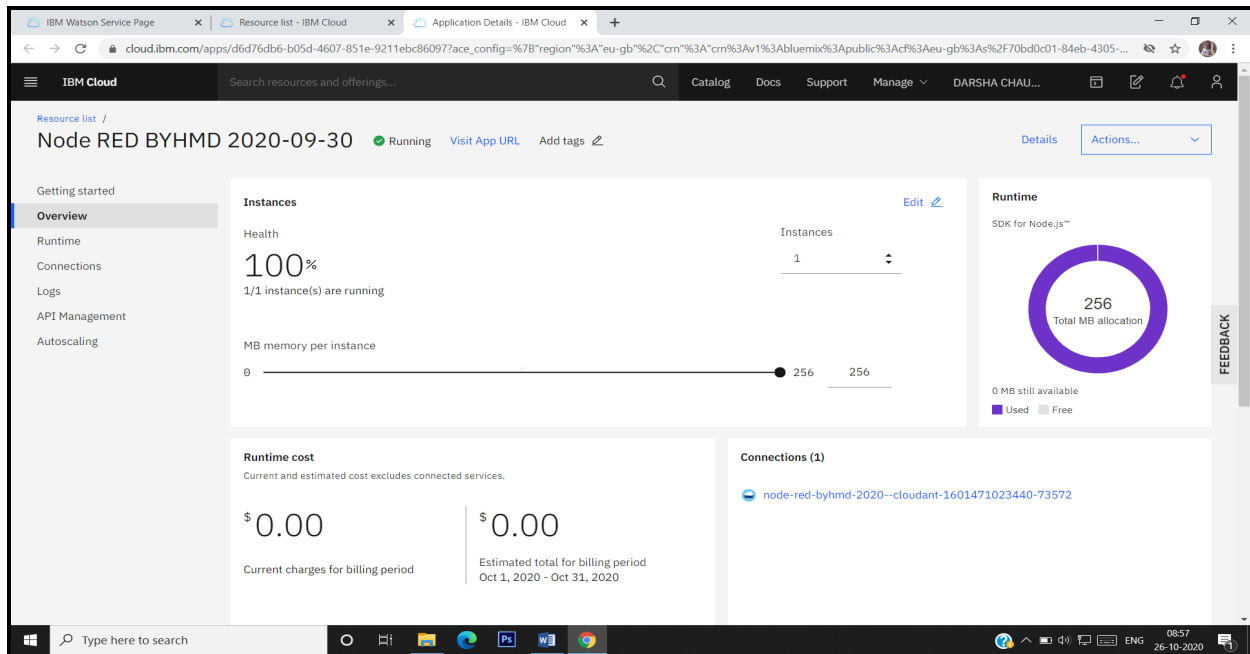 IBM Watson Service Page
Resource list - IBM Cloud
Application Details - IBM Cloud
cloud.ibm.com/apps/d6d76db6-b05d-4607-851e-9211ebc86097?ace_config=%7B"region"%3A"eu-gb"%2C"crn"%3A"crn%3Av1%3Abluemix%3Apublic%3Acf%3Aeu-gb%3As%2F70bd0c01-84eb-4305-...
IBM Cloud
Search resources and offerings...
Catalog
Docs
Support
Manage
DARSHA CHAU...
Resource list /
Node RED BYHMD 2020-09-30
Running
Visit App URL
Add tags
Details
Actions...
Getting started
Overview
Runtime
Connections
Logs
API Management
Autoscaling
Instances
Edit
Health
100%
1/1 instance(s) are running
Instances
1
MB memory per instance
0
256
256
Runtime
SDK for Node.js™
256
Total MB allocation
0 MB still available
Used
Free
FEEDBACK
Runtime cost
Current and estimated cost excludes connected services.
$0.00
Current charges for billing period
$0.00
Estimated total for billing period
Oct 1, 2020 - Oct 31, 2020
Connections (1)
node-red-byhmd-2020--cloudant-1601471023440-73572
Type here to search
Ps
ENG
08:57
26-10-2020
1